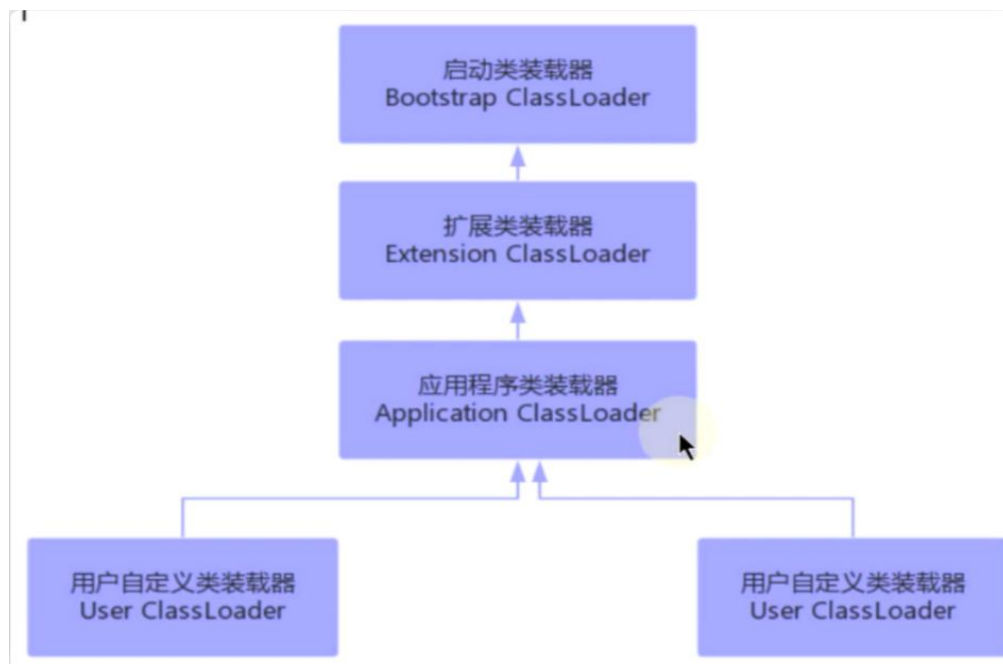 启动类装载器
Bootstrap ClassLoader
扩展类装载器
Extension ClassLoader
应用程序类装载器
Application ClassLoader
用户自定义类装载器
User ClassLoader
用户自定义类装载器
User ClassLoader